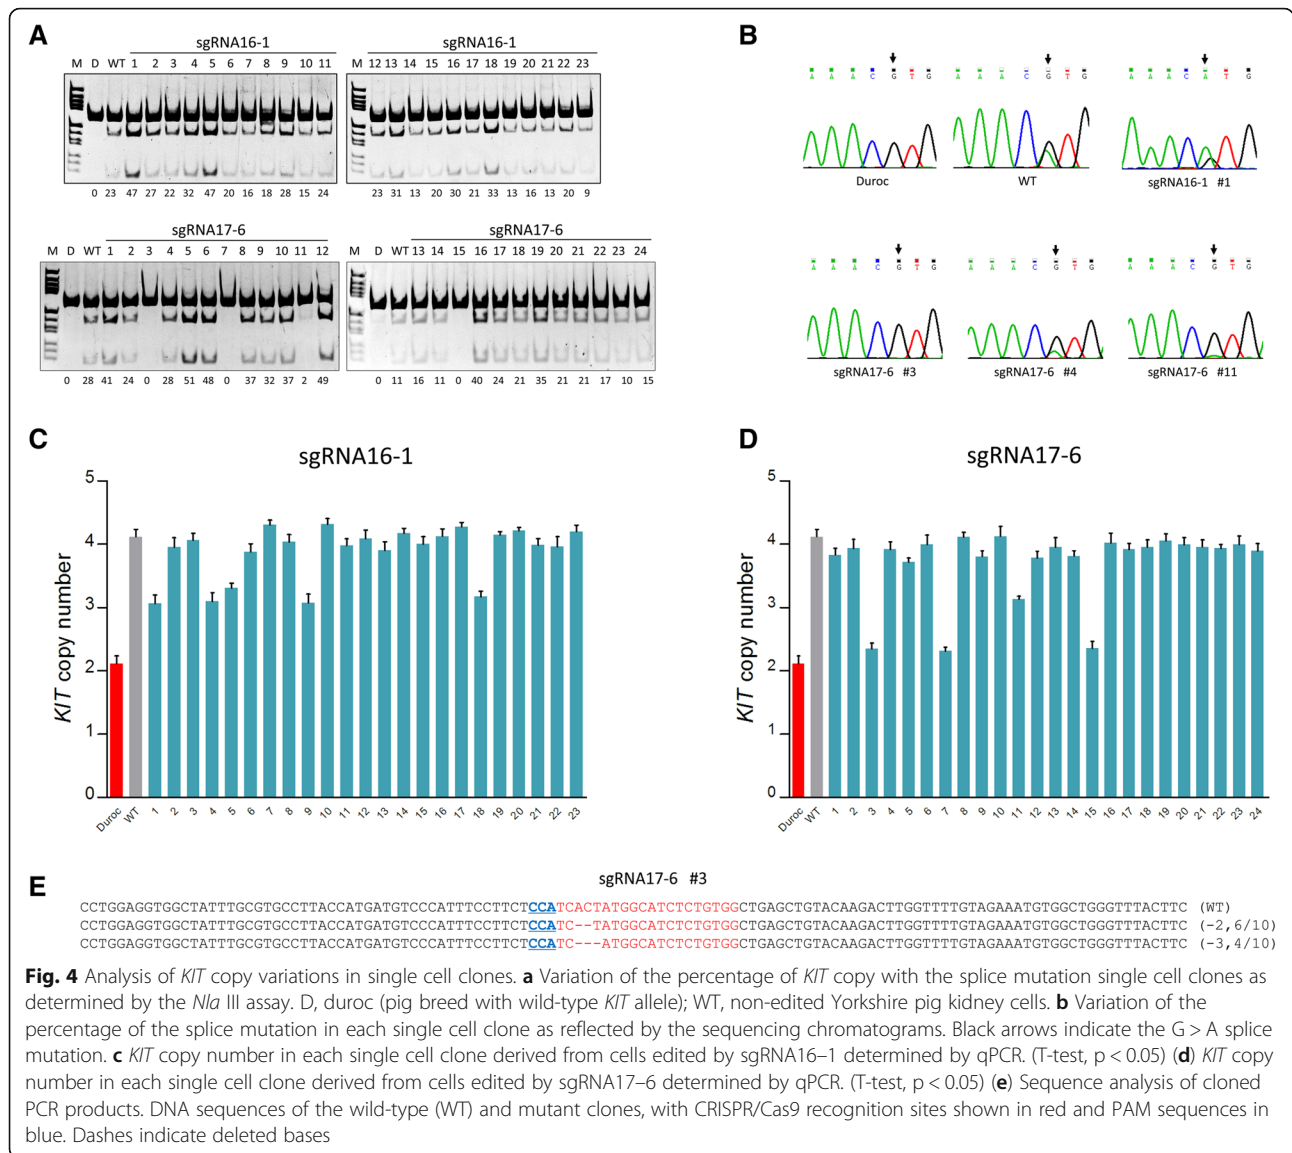 A
sgRNA16-1
M D WT 1 2 3 4 5 6 7 8 9 10 11
0 23 47 27 22 32 47 20 16 18 28 15 24
sgRNA16-1
M 12 13 14 15 16 17 18 19 20 21 22 23
23 31 13 16 30 21 33 13 16 13 20 9
sgRNA17-6
M D WT 1 2 3 4 5 6 7 8 9 10 11 12
0 28 41 24 0 28 51 48 0 37 32 37 2 49
sgRNA17-6
M D WT 13 14 15 16 17 18 19 20 21 22 23 24
0 11 16 11 0 40 24 21 35 21 21 17 10 15
B
A A A C G T G
Duroc
A A A C G T G
WT
A A A C A T G
sgRNA16-1 #1
A A A C G T G
sgRNA17-6 #3
A A A C G T G
sgRNA17-6 #4
A A A C G T G
sgRNA17-6 #11
C
sgRNA16-1
KIT copy number
5
4
3
2
1
0
Duroc WT 1 2 3 4 5 6 7 8 9 10 11 12 13 14 15 16 17 18 19 20 21 22 23
D
sgRNA17-6
KIT copy number
5
4
3
2
1
0
Duroc WT 1 2 3 4 5 6 7 8 9 10 11 12 13 14 15 16 17 18 19 20 21 22 23 24
E
sgRNA17-6 #3
CCTGGAGGTGGCTATTTGCGTGCCTTACCATGATGTCCCATTTCCTTCTCCATCACTATGGCATCTCTGTGGCTGAGCTGTACAAGACTTGGTTTTGTAGAAATGTGGCTGGGTTTACTTC (WT)
CCTGGAGGTGGCTATTTGCGTGCCTTACCATGATGTCCCATTTCCTTCTCCATC--TATGGCATCTCTGTGGCTGAGCTGTACAAGACTTGGTTTTGTAGAAATGTGGCTGGGTTTACTTC (-2,6/10)
CCTGGAGGTGGCTATTTGCGTGCCTTACCATGATGTCCCATTTCCTTCTCCATC---ATGGCATCTCTGTGGCTGAGCTGTACAAGACTTGGTTTTGTAGAAATGTGGCTGGGTTTACTTC (-3,4/10)
Fig. 4 Analysis of KIT copy variations in single cell clones. a Variation of the percentage of KIT copy with the splice mutation single cell clones as
determined by the Nla III assay. D, duroc (pig breed with wild-type KIT allele); WT, non-edited Yorkshire pig kidney cells. b Variation of the
percentage of the splice mutation in each single cell clone as reflected by the sequencing chromatograms. Black arrows indicate the G > A splice
mutation. c KIT copy number in each single cell clone derived from cells edited by sgRNA16–1 determined by qPCR. (T-test, p < 0.05) (d) KIT copy
number in each single cell clone derived from cells edited by sgRNA17–6 determined by qPCR. (T-test, p < 0.05) (e) Sequence analysis of cloned
PCR products. DNA sequences of the wild-type (WT) and mutant clones, with CRISPR/Cas9 recognition sites shown in red and PAM sequences in
blue. Dashes indicate deleted bases